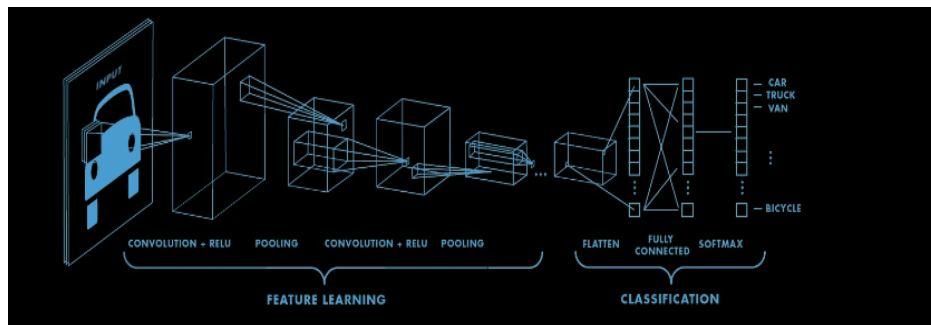 INPUT
CAR
TRUCK
VAN
BICYCLE
CONVOLUTION + RELU
POOLING
CONVOLUTION + RELU
POOLING
FLATTEN
FULLY
CONNECTED
SOFTMAX
FEATURE LEARNING
CLASSIFICATION